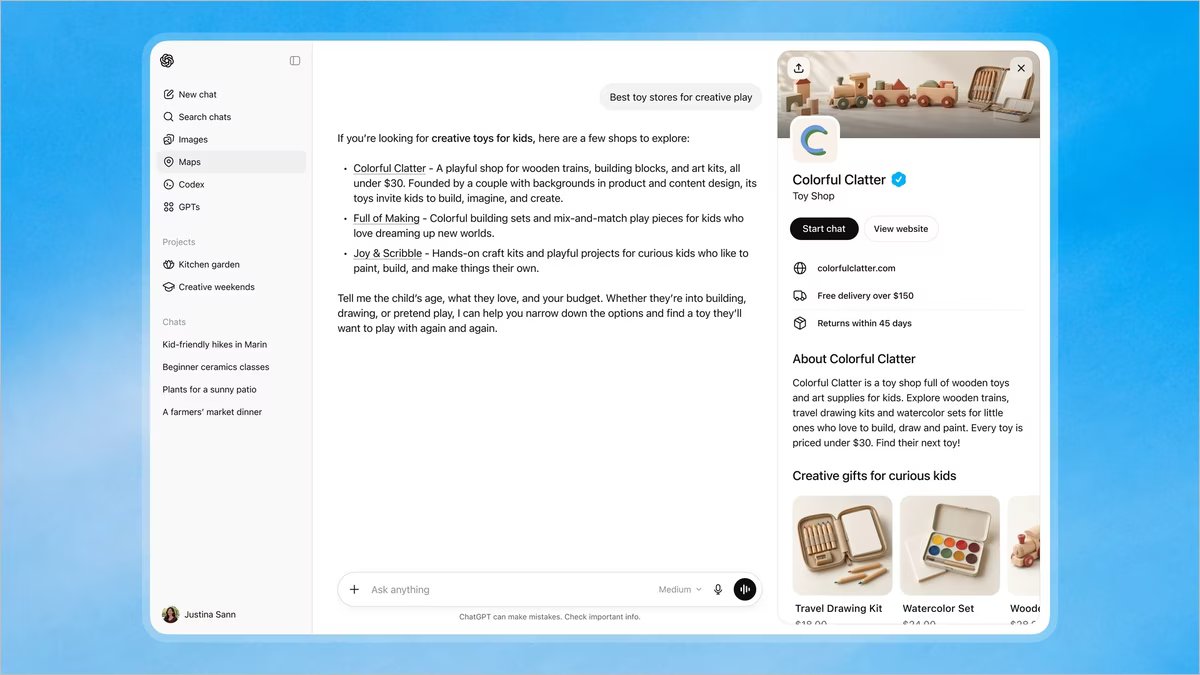 New chat
Search chats
Images
Maps
Codex
GPTs
Projects
Kitchen garden
Creative weekends
Chats
Kid-friendly hikes in Marin
Beginner ceramics classes
Plants for a sunny patio
A farmers’ market dinner
Justina Sann
Best toy stores for creative play
If you’re looking for creative toys for kids, here are a few shops to explore:
• Colorful Clatter - A playful shop for wooden trains, building blocks, and art kits, all
under $30. Founded by a couple with backgrounds in product and content design, its
toys invite kids to build, imagine, and create.
• Full of Making - Colorful building sets and mix-and-match play pieces for kids who
love dreaming up new worlds.
• Joy & Scribble - Hands-on craft kits and playful projects for curious kids who like to
paint, build, and make things their own.
Tell me the child’s age, what they love, and your budget. Whether they’re into building,
drawing, or pretend play, I can help you narrow down the options and find a toy they’ll
want to play with again and again.
Ask anything
Medium
ChatGPT can make mistakes. Check important info.
Colorful Clatter
Toy Shop
Start chat
View website
colorfulclatter.com
Free delivery over $150
Returns within 45 days
About Colorful Clatter
Colorful Clatter is a toy shop full of wooden toys
and art supplies for kids. Explore wooden trains,
travel drawing kits and watercolor sets for little
ones who love to build, draw and paint. Every toy is
priced under $30. Find their next toy!
Creative gifts for curious kids
Travel Drawing Kit
Watercolor Set